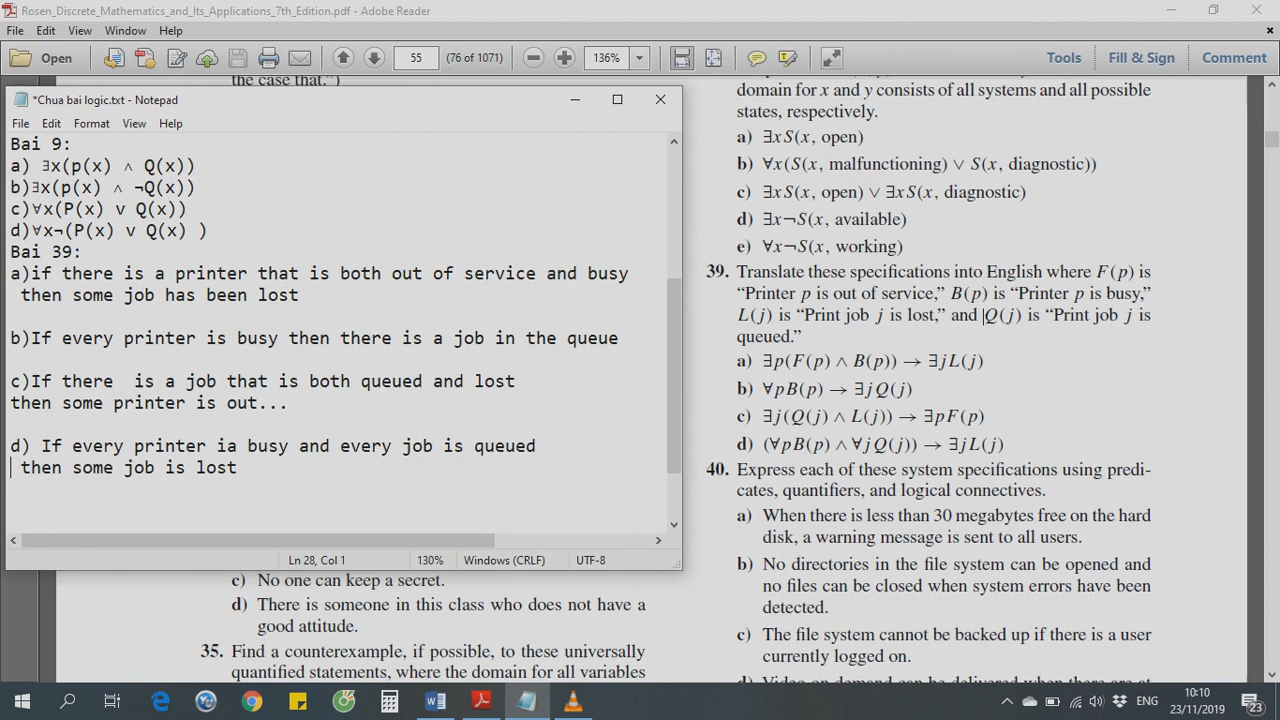 Rosen_Discrete_Mathematics_and_Its_Applications_7th_Edition.pdf - Adobe Reader
File Edit View Window Help
Open 55 (76 of 1071) 136% Tools Fill & Sign Comment
the case that.")
*Chua bai logic.txt - Notepad
File Edit Format View Help
Bai 9:
a) ∃x(p(x) ∧ Q(x))
b)∃x(p(x) ∧ ¬Q(x))
c)∀x(P(x) v Q(x))
d)∀x¬(P(x) v Q(x) )
Bai 39:
a)if there is a printer that is both out of service and busy
then some job has been lost
b)If every printer is busy then there is a job in the queue
c)If there is a job that is both queued and lost
then some printer is out...
d) If every printer ia busy and every job is queued
then some job is lost
Ln 28, Col 1 130% Windows (CRLF) UTF-8
c) No one can keep a secret.
d) There is someone in this class who does not have a
good attitude.
35. Find a counterexample, if possible, to these universally
quantified statements, where the domain for all variables
domain for x and y consists of all systems and all possible
states, respectively.
a) ∃xS(x, open)
b) ∀x(S(x, malfunctioning) ∨ S(x, diagnostic))
c) ∃xS(x, open) ∨ ∃xS(x, diagnostic)
d) ∃x¬S(x, available)
e) ∀x¬S(x, working)
39. Translate these specifications into English where F(p) is
"Printer p is out of service," B(p) is "Printer p is busy,"
L(j) is "Print job j is lost," and Q(j) is "Print job j is
queued."
a) ∃p(F(p) ∧ B(p)) → ∃jL(j)
b) ∀pB(p) → ∃jQ(j)
c) ∃j(Q(j) ∧ L(j)) → ∃pF(p)
d) (∀pB(p) ∧ ∀jQ(j)) → ∃jL(j)
40. Express each of these system specifications using predi-
cates, quantifiers, and logical connectives.
a) When there is less than 30 megabytes free on the hard
disk, a warning message is sent to all users.
b) No directories in the file system can be opened and
no files can be closed when system errors have been
detected.
c) The file system cannot be backed up if there is a user
currently logged on.
d) Video on demand can be delivered when there are at
ENG 10:10
23/11/2019 23